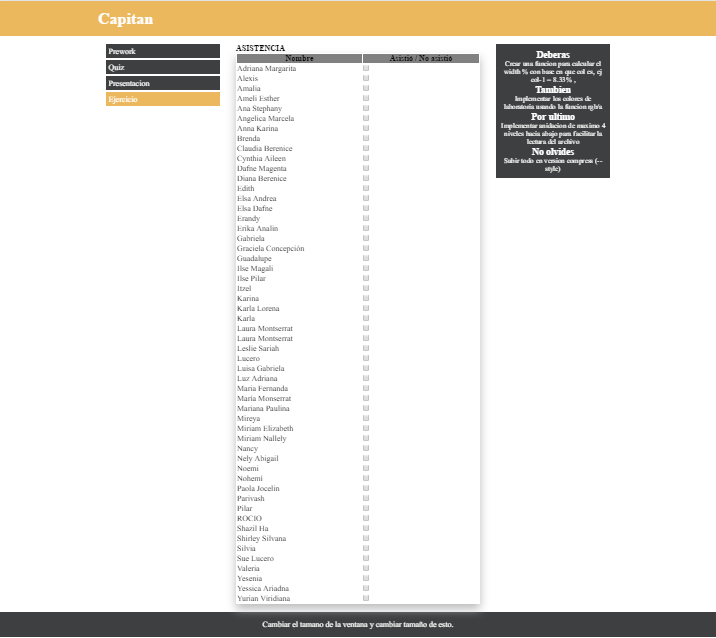 Capitan
Prework
Quiz
Presentacion
Ejercicio
ASISTENCIA
Nombre Asistió / No asistió
Adriana Margarita
Alexis
Amalia
Ameli Esther
Ana Stephany
Angelica Marcela
Anna Karina
Brenda
Claudia Berenice
Cynthia Aileen
Dafne Magenta
Diana Berenice
Edith
Elsa Andrea
Elsa Dafne
Erandy
Erika Analin
Gabriela
Graciela Concepción
Guadalupe
Ilse Magali
Ilse Pilar
Itzel
Karina
Karla Lorena
Karla
Laura Montserrat
Laura Montserrat
Leslie Sariah
Lucero
Luisa Gabriela
Luz Adriana
Maria Fernanda
María Monserrat
Mariana Paulina
Mireya
Miriam Elizabeth
Miriam Nallely
Nancy
Nely Abigail
Noemi
Nohemi
Paola Jocelin
Parivash
Pilar
ROCIO
Shazil Ha
Shirley Silvana
Silvia
Sue Lucero
Valeria
Yesenia
Yessica Ariadna
Yurian Viridiana
Deberas
Crear una funcion para calcular el
width % con base en que col es, ej
col-1 = 8.33% ,
Tambien
Implementar los colores de
laboratoria usando la funcion rgb/a
Por ultimo
Implementar anidacion de maximo 4
niveles hacia abajo para facilitar la
lectura del archivo
No olvides
Subir todo en version compress (--
style)
Cambiar el tamano de la ventana y cambiar tamaño de esto.